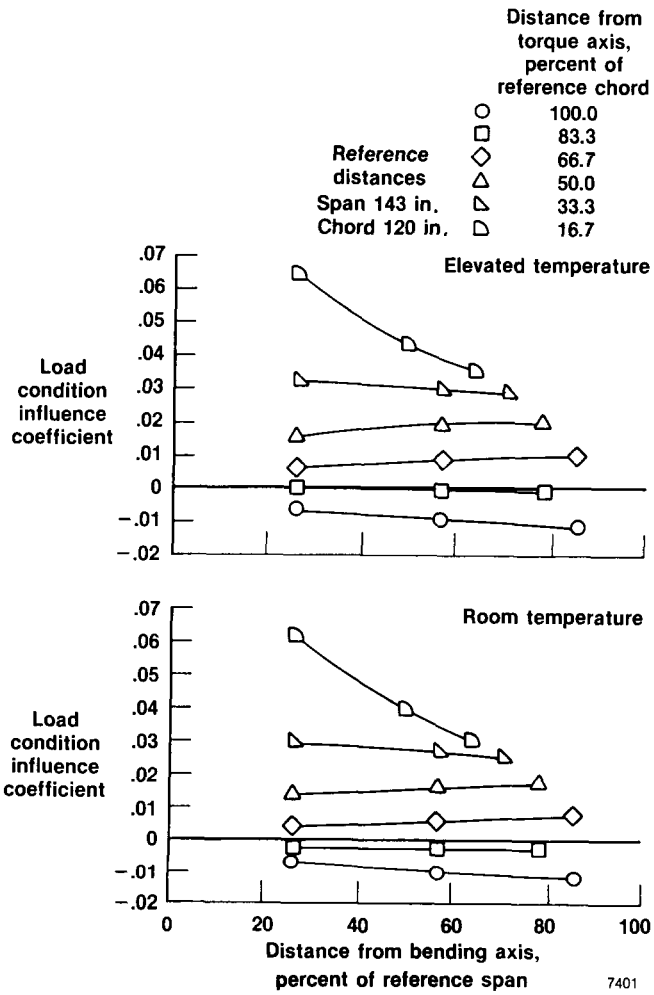 Distance from
torque axis,
percent of
reference chord
100.0
83.3
Reference
66.7
distances
50.0
Span 143 in.
33.3
Chord 120 in.
16.7
Elevated temperature
.07
.06
.05
.04
.03
.02
.01
0
-.01
-.02
Load
condition
influence
coefficient
Room temperature
.07
.06
.05
.04
.03
.02
.01
0
-.01
-.02
Load
condition
influence
coefficient
0 20 40 60 80 100
Distance from bending axis,
percent of reference span
7401